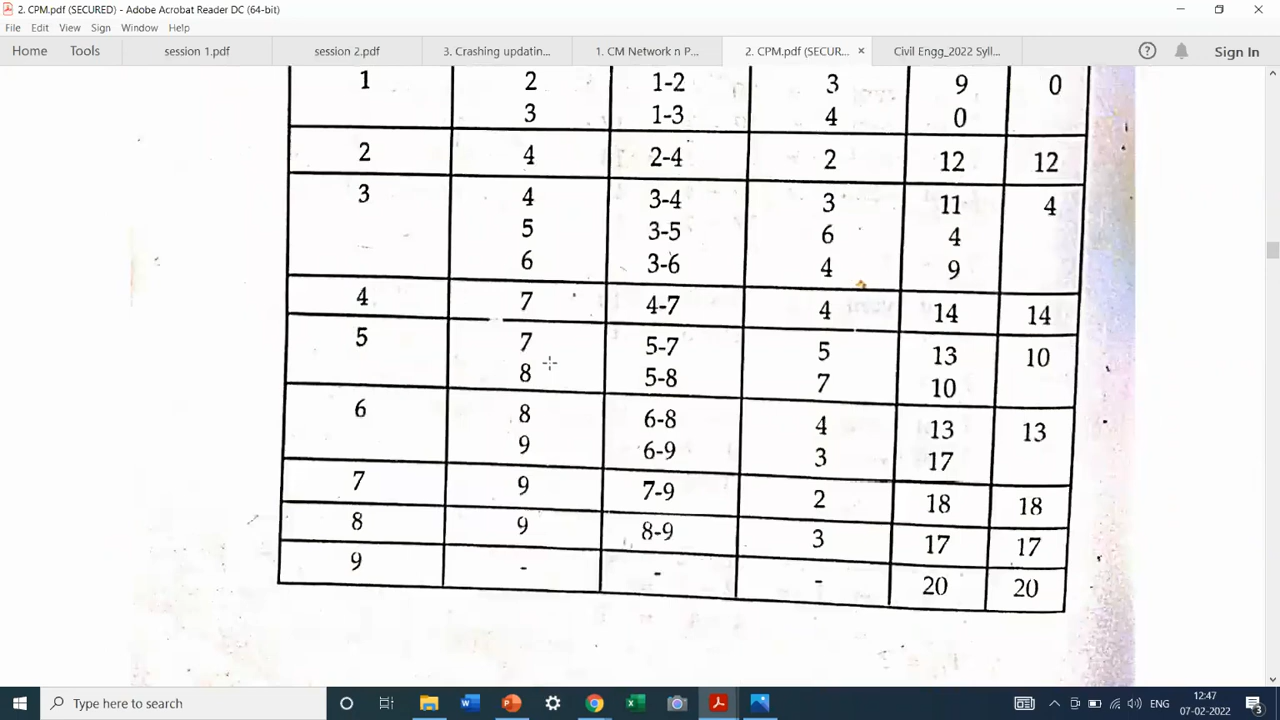 2. CPM.pdf (SECURED) - Adobe Acrobat Reader DC (64-bit)
File Edit View Sign Window Help
Home Tools session 1.pdf session 2.pdf 3. Crashing updatin... 1. CM Network n P... 2. CPM.pdf (SECUR... × Civil Engg_2022 Syll... Sign In
1 2 1-2 3 9 0
3 1-3 4 0
2 4 2-4 2 12 12
3 4 3-4 3 11 4
5 3-5 6 4
6 3-6 4 9
4 7 4-7 4 14 14
5 7 5-7 5 13 10
8 5-8 7 10
6 8 6-8 4 13 13
9 6-9 3 17
7 9 7-9 2 18 18
8 9 8-9 3 17 17
9 - - - 20 20
Type here to search
ENG
12:47
07-02-2022
3